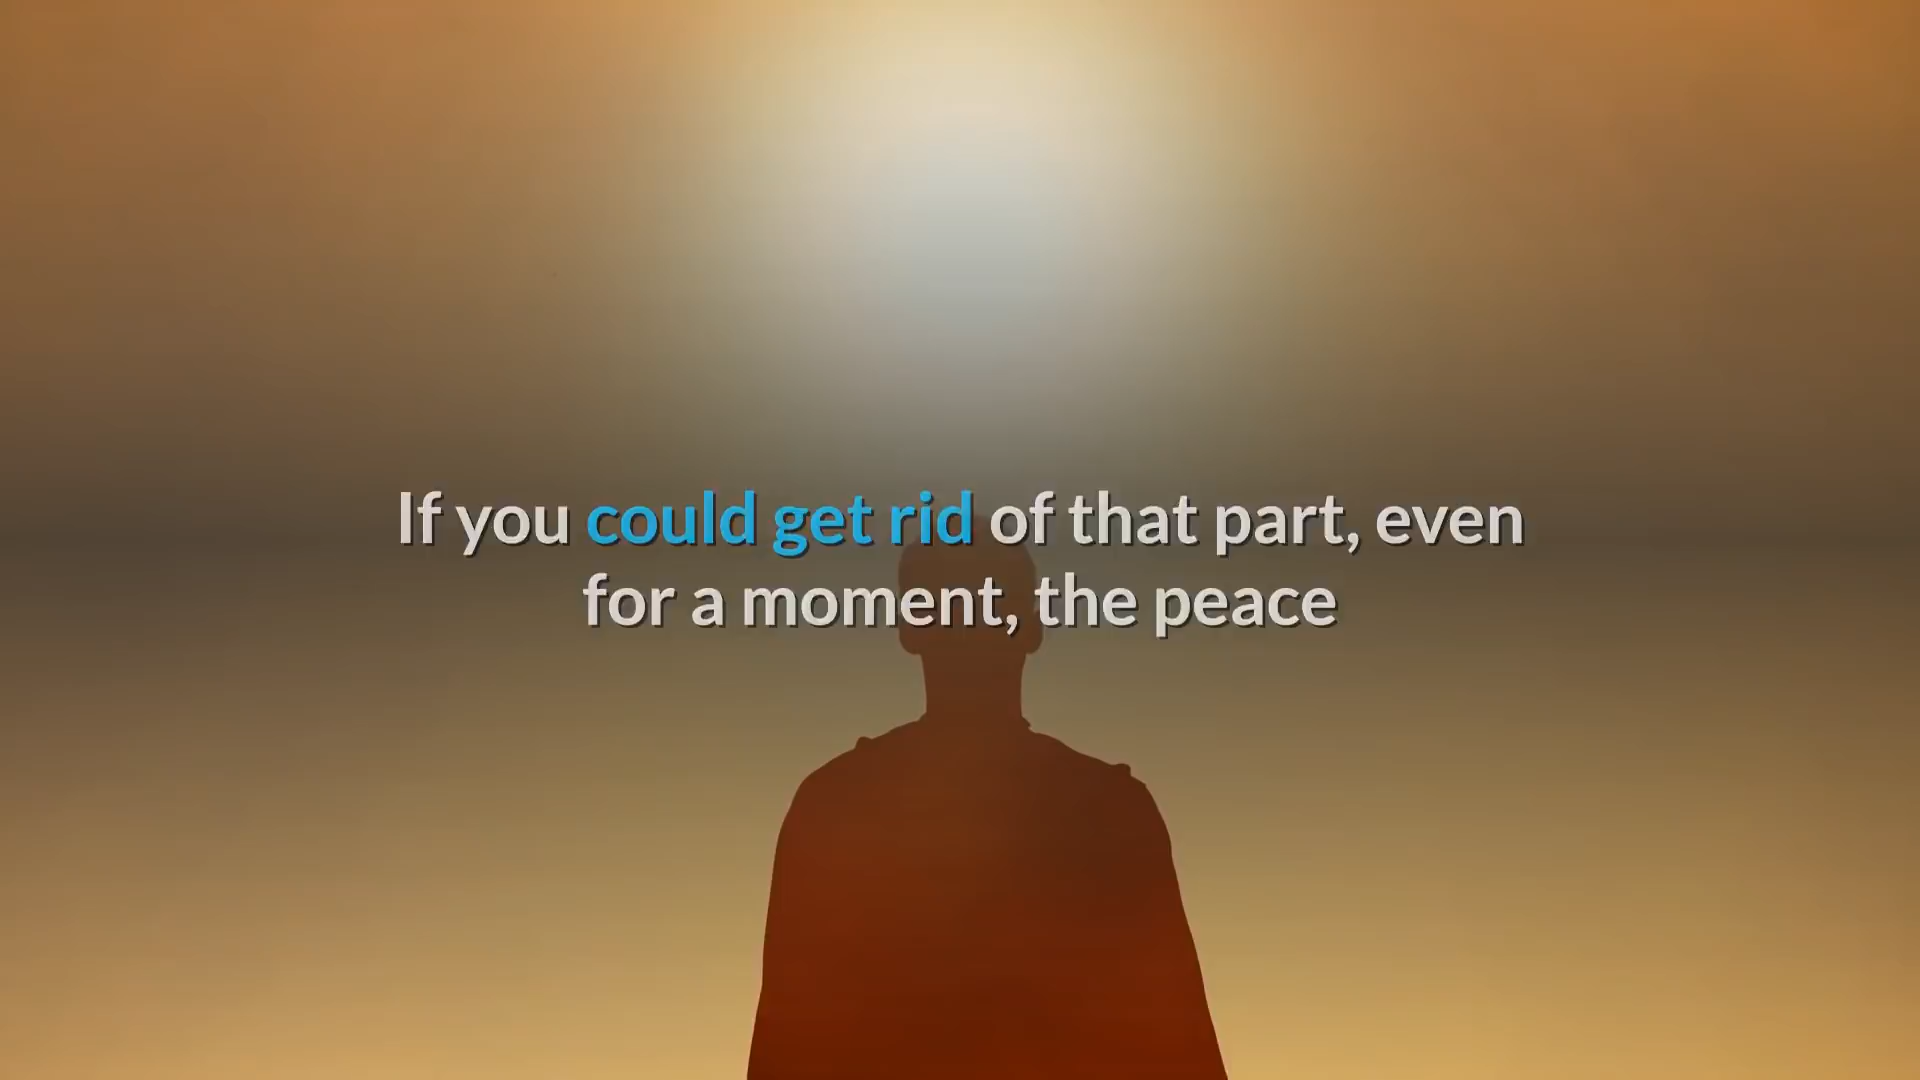 If you could get rid of that part, even
for a moment, the peace